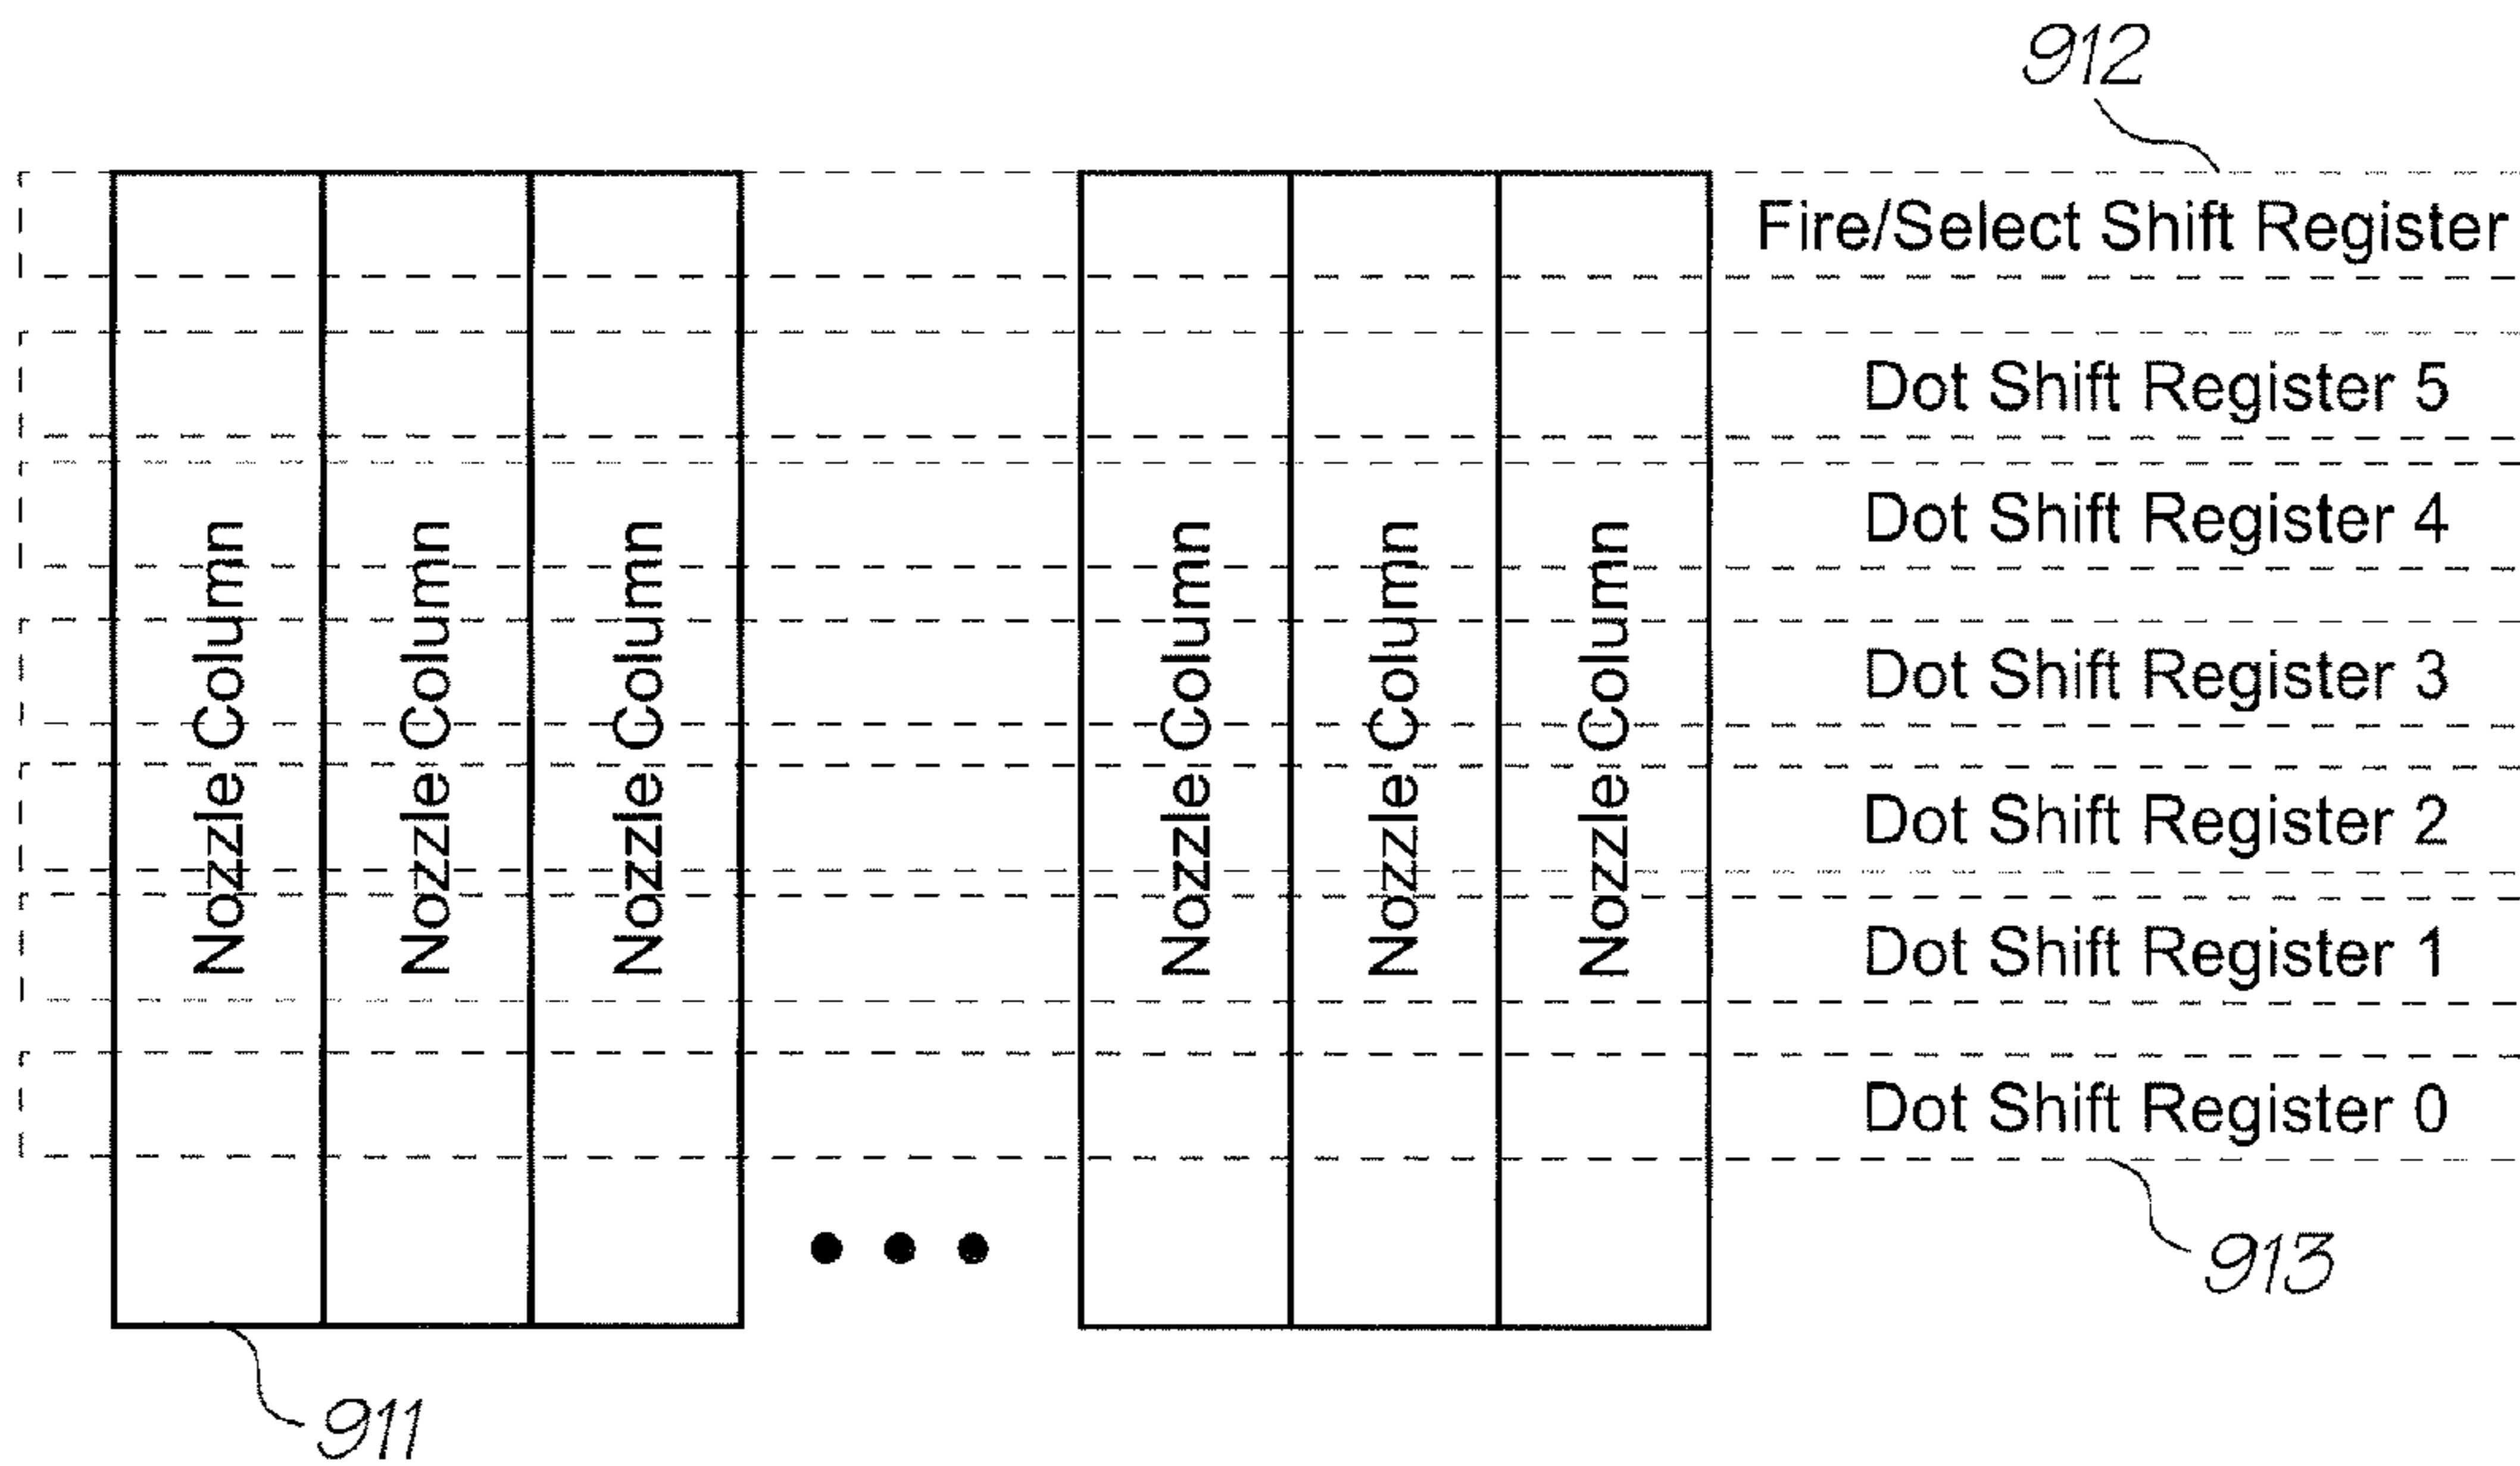 912
Fire/Select Shift Register
Dot Shift Register 5
Dot Shift Register 4
Dot Shift Register 3
Dot Shift Register 2
Dot Shift Register 1
Dot Shift Register 0
Nozzle Column
Nozzle Column
Nozzle Column
Nozzle Column
Nozzle Column
Nozzle Column
913
911